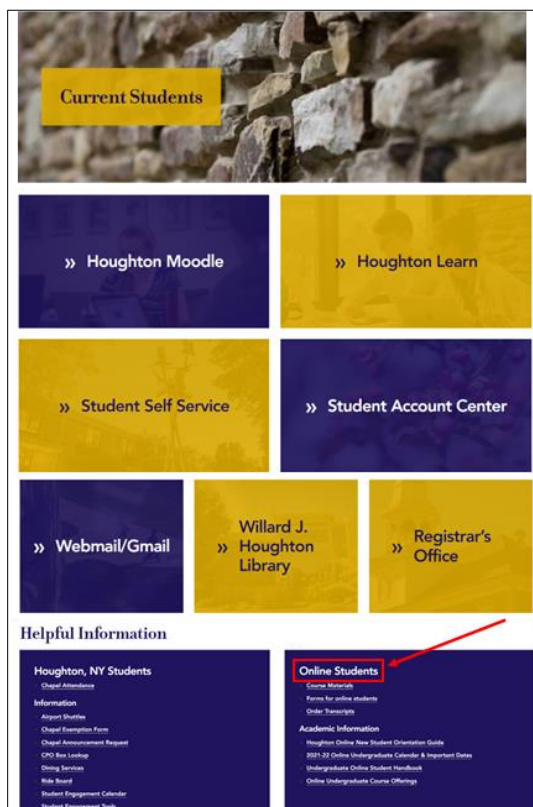 Current Students
» Houghton Moodle
» Houghton Learn
» Student Self Service
» Student Account Center
» Webmail/Gmail
» Willard J.
Houghton
Library
» Registrar's
Office
Helpful Information
Houghton, NY Students
Chapel Attendance
Information
Airport Shuttles
Chapel Exemption Form
Chapel Announcement Request
CPO Box Lookup
Dining Services
Ride Board
Student Engagement Calendar
Student Engagement Tools
Online Students
Course Materials
Forms for online students
Order Transcripts
Academic Information
Houghton Online New Student Orientation Guide
2021-22 Online Undergraduate Calendar & Important Dates
Undergraduate Online Student Handbook
Online Undergraduate Course Offerings